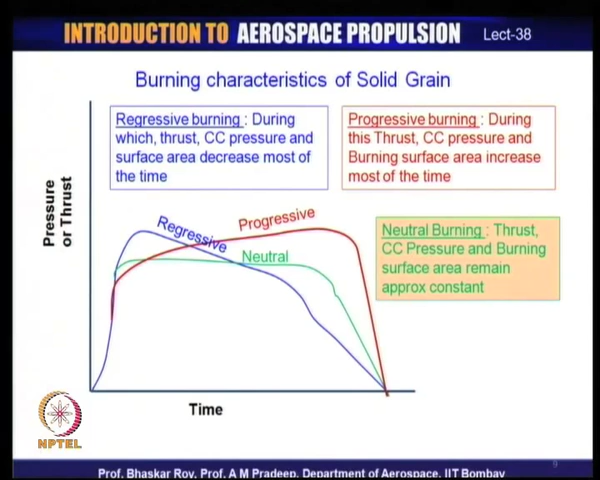 INTRODUCTION TO AEROSPACE PROPULSION Lect-38
Burning characteristics of Solid Grain
Regressive burning : During
which, thrust, CC pressure and
surface area decrease most of
the time
Progressive burning : During
this Thrust, CC pressure and
Burning surface area increase
most of the time
Pressure
or Thrust
Regressive
Progressive
Neutral
Neutral Burning : Thrust,
CC Pressure and Burning
surface area remain
approx constant
Time
NPTEL
9
Prof. Bhaskar Roy, Prof. A M Pradeep, Department of Aerospace, IIT Bombay